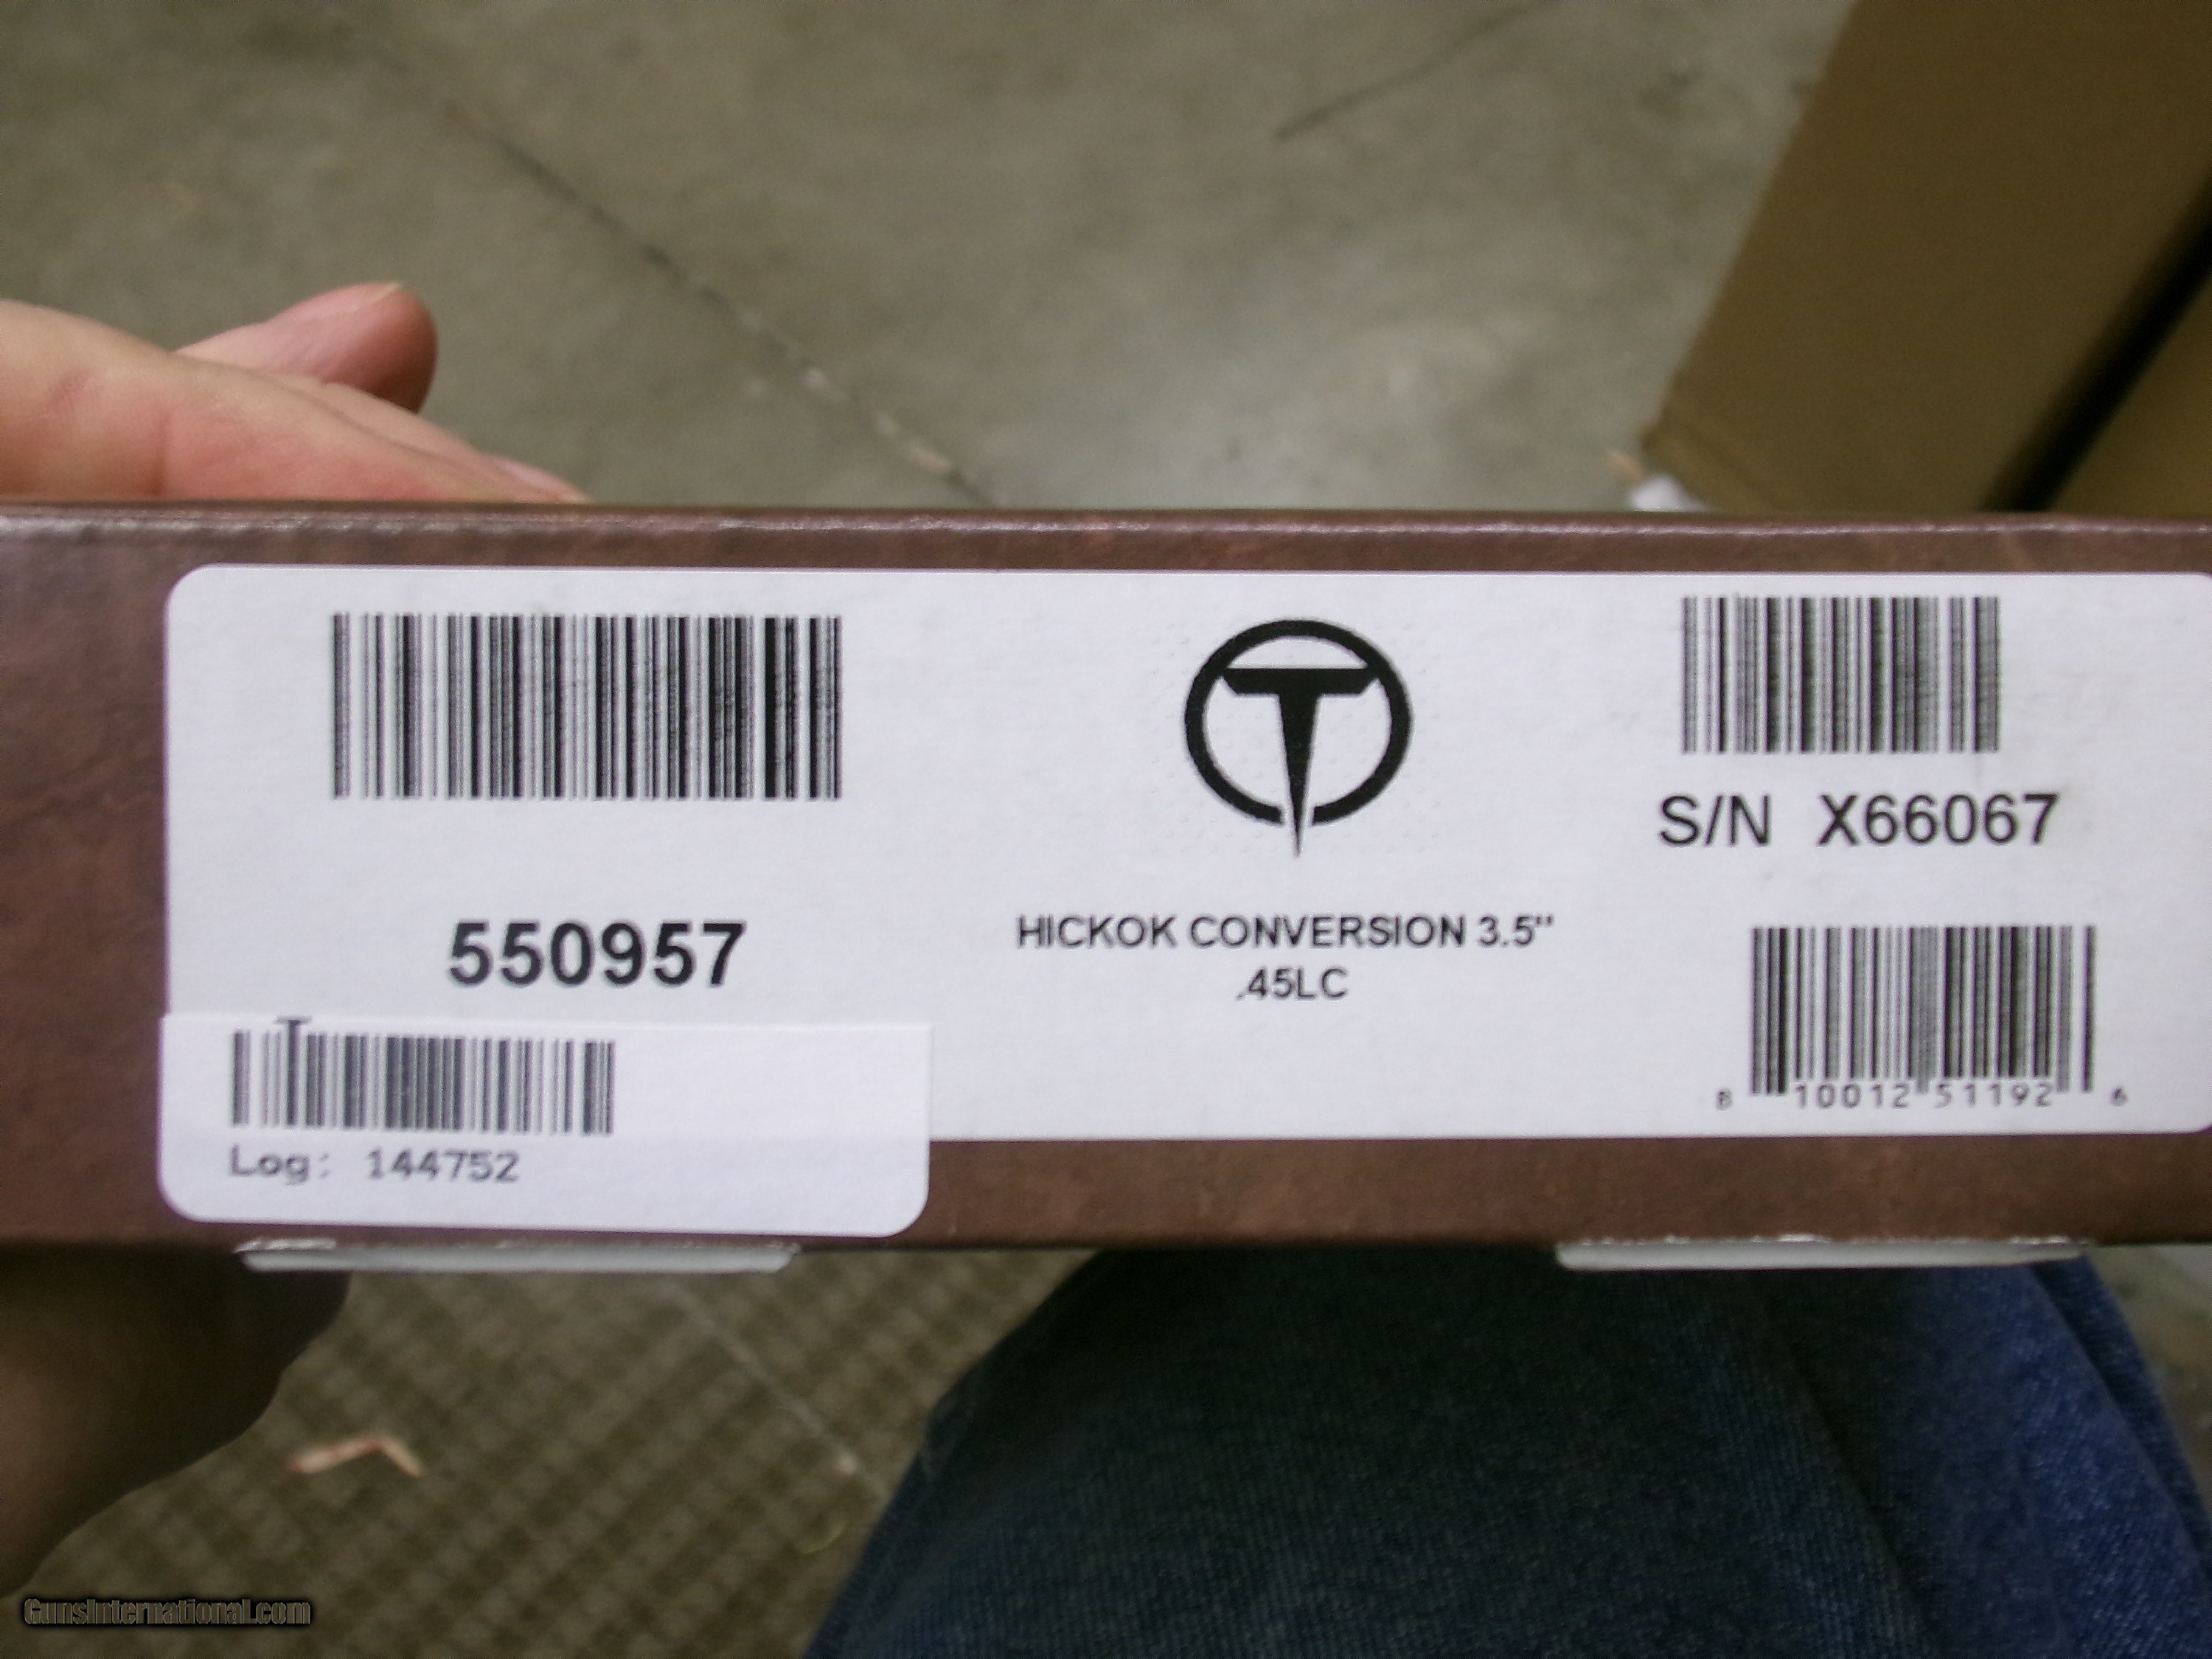 550957
T
Log: 144752
T
HICKOK CONVERSION 3.5"
.45LC
S/N X66067
8 10012 51192 6
GunsInternational.com